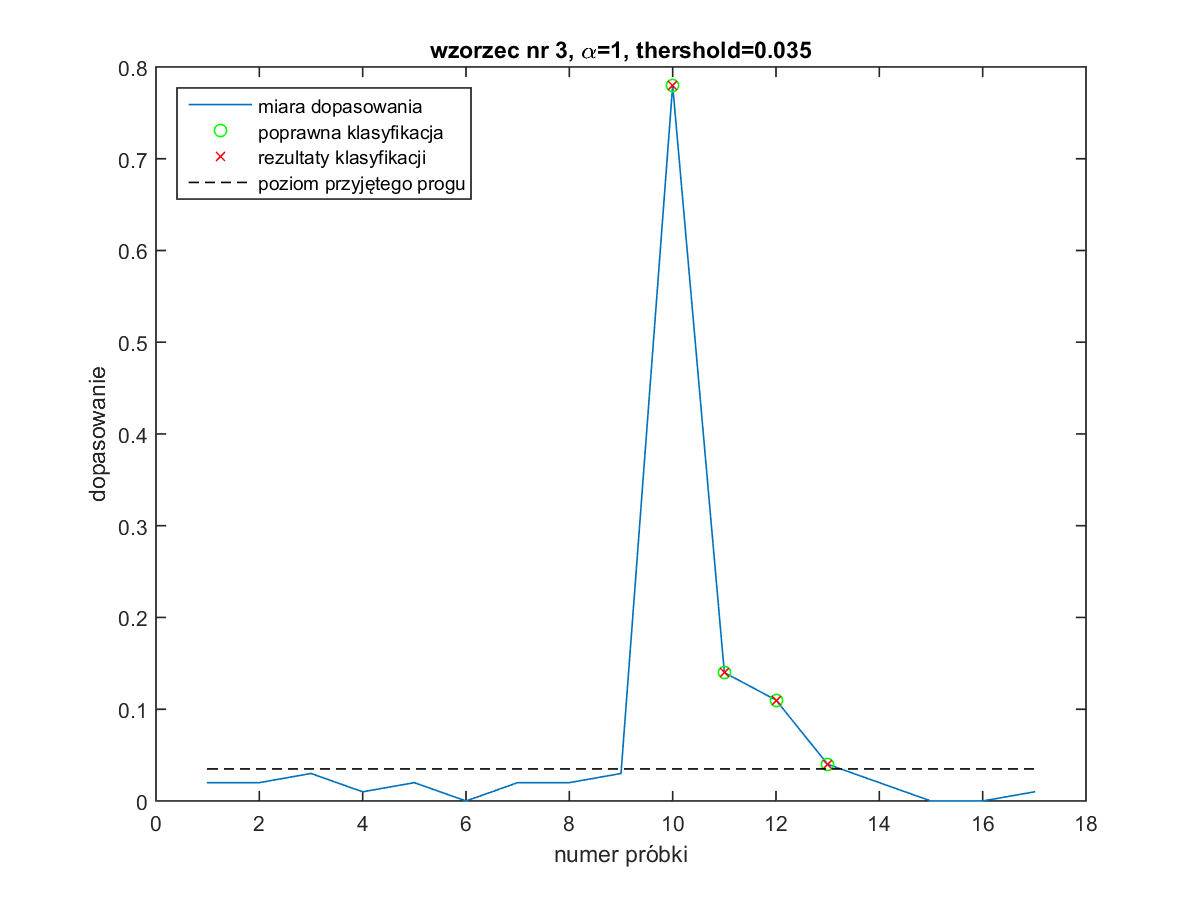 wzorzec nr 3, α=1, thershold=0.035
miara dopasowania
poprawna klasyfikacja
rezultaty klasyfikacji
poziom przyjętego progu
0.8
0.7
0.6
0.5
0.4
0.3
0.2
0.1
0
dopasowanie
0 2 4 6 8 10 12 14 16 18
numer próbki